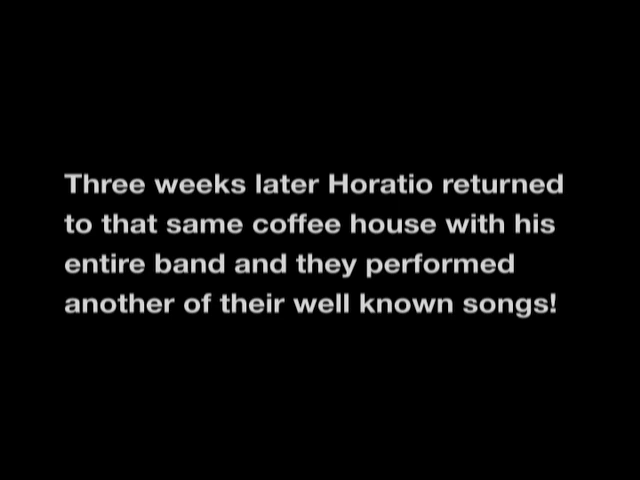 Three weeks later Horatio returned
to that same coffee house with his
entire band and they performed
another of their well known songs!